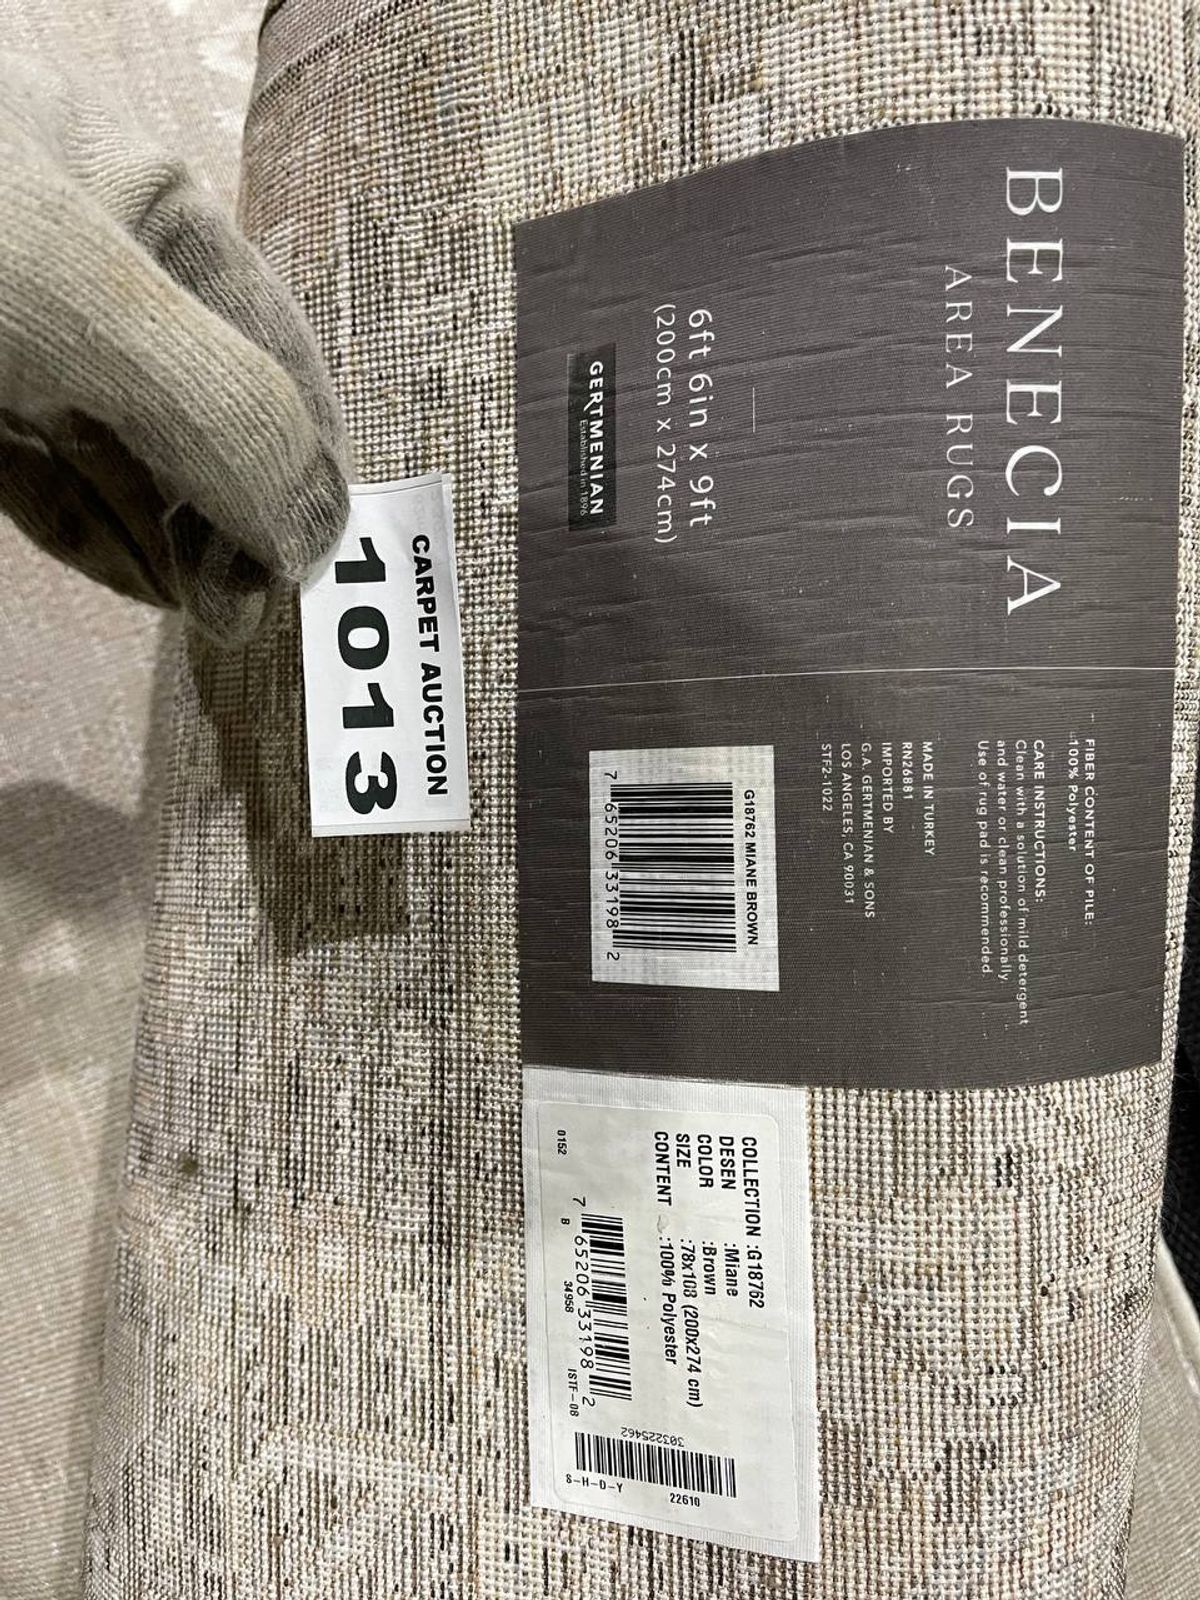 BENECIA
AREA RUGS
6ft 6in x 9ft
(200cm x 274cm)
GERTMENIAN
Established in 1896
FIBER CONTENT OF PILE:
100% Polyester
CARE INSTRUCTIONS:
Clean with a solution of mild detergent
and water or clean professionally.
Use of rug pad is recommended
MADE IN TURKEY
RN26881
IMPORTED BY
G.A. GERTMENIAN & SONS
LOS ANGELES, CA 90031
STF2-1022
G18762 MIANE BROWN
7 65206 33198 2
CARPET AUCTION
1013
COLLECTION :G18762
DESEN :Miane
COLOR :Brown
SIZE :78x108 (200x274 cm)
CONTENT :100% Polyester
7 65206 33198 2
0152
B
34958
ISTF-08
303225462
S-H-D-Y
22610